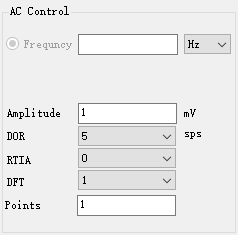 AC Control
Frequncy Hz
Amplitude 1 mV
DOR 5 sps
RTIA 0
DFT 1
Points 1